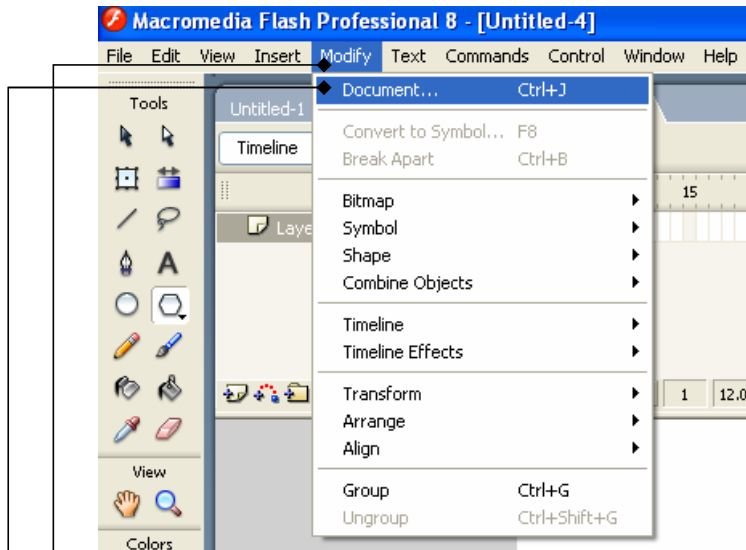 Macromedia Flash Professional 8 - [Untitled-4]
File Edit View Insert Modify Text Commands Control Window Help
Tools
Untitled-1
Document... Ctrl+J
Timeline
Convert to Symbol... F8
Break Apart Ctrl+B
15
Bitmap
Symbol
Shape
Combine Objects
Timeline
Timeline Effects
Transform
1 12.0
Arrange
Align
View
Group Ctrl+G
Ungroup Ctrl+Shift+G
Colors
A